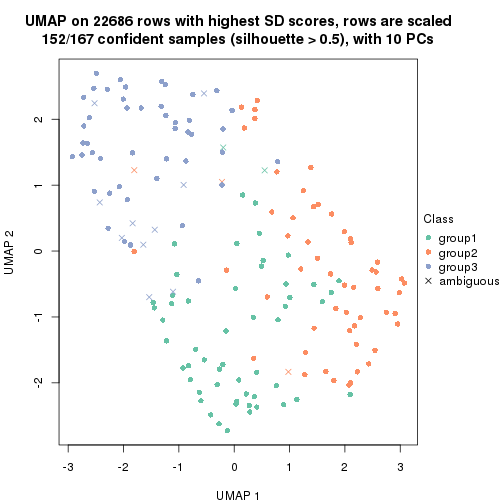 UMAP on 22686 rows with highest SD scores, rows are scaled
152/167 confident samples (silhouette > 0.5), with 10 PCs
2
1
0
-1
-2
UMAP 2
-3
-2
-1
0
1
2
3
UMAP 1
Class
group1
group2
group3
ambiguous